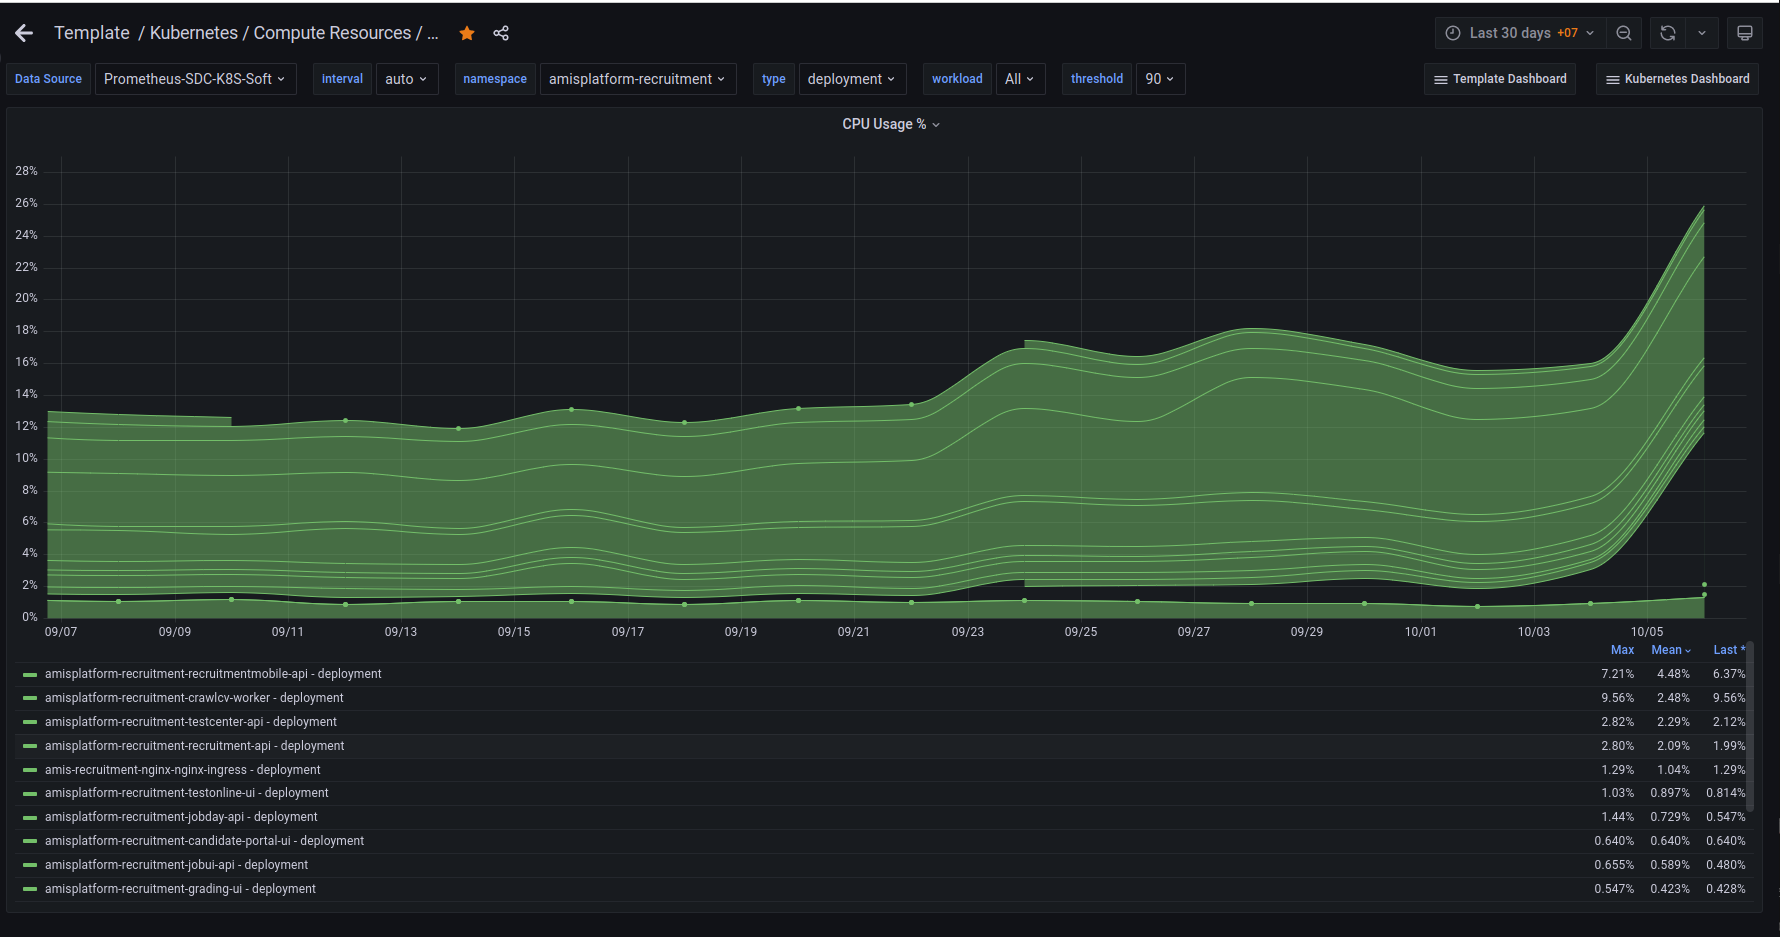 Template / Kubernetes / Compute Resources / ...
Last 30 days +07
Data Source Prometheus-SDC-K8S-Soft interval auto namespace amisplatform-recruitment type deployment workload All threshold 90 Template Dashboard Kubernetes Dashboard
CPU Usage %
28%
26%
24%
22%
20%
18%
16%
14%
12%
10%
8%
6%
4%
2%
0%
09/07 09/09 09/11 09/13 09/15 09/17 09/19 09/21 09/23 09/25 09/27 09/29 10/01 10/03 10/05
Max Mean Last *
amisplatform-recruitment-recruitmentmobile-api - deployment 7.21% 4.48% 6.37%
amisplatform-recruitment-crawlcv-worker - deployment 9.56% 2.48% 9.56%
amisplatform-recruitment-testcenter-api - deployment 2.82% 2.29% 2.12%
amisplatform-recruitment-recruitment-api - deployment 2.80% 2.09% 1.99%
amis-recruitment-nginx-nginx-ingress - deployment 1.29% 1.04% 1.29%
amisplatform-recruitment-testonline-ui - deployment 1.03% 0.897% 0.814%
amisplatform-recruitment-jobday-api - deployment 1.44% 0.729% 0.547%
amisplatform-recruitment-candidate-portal-ui - deployment 0.640% 0.640% 0.640%
amisplatform-recruitment-jobui-api - deployment 0.655% 0.589% 0.480%
amisplatform-recruitment-grading-ui - deployment 0.547% 0.423% 0.428%